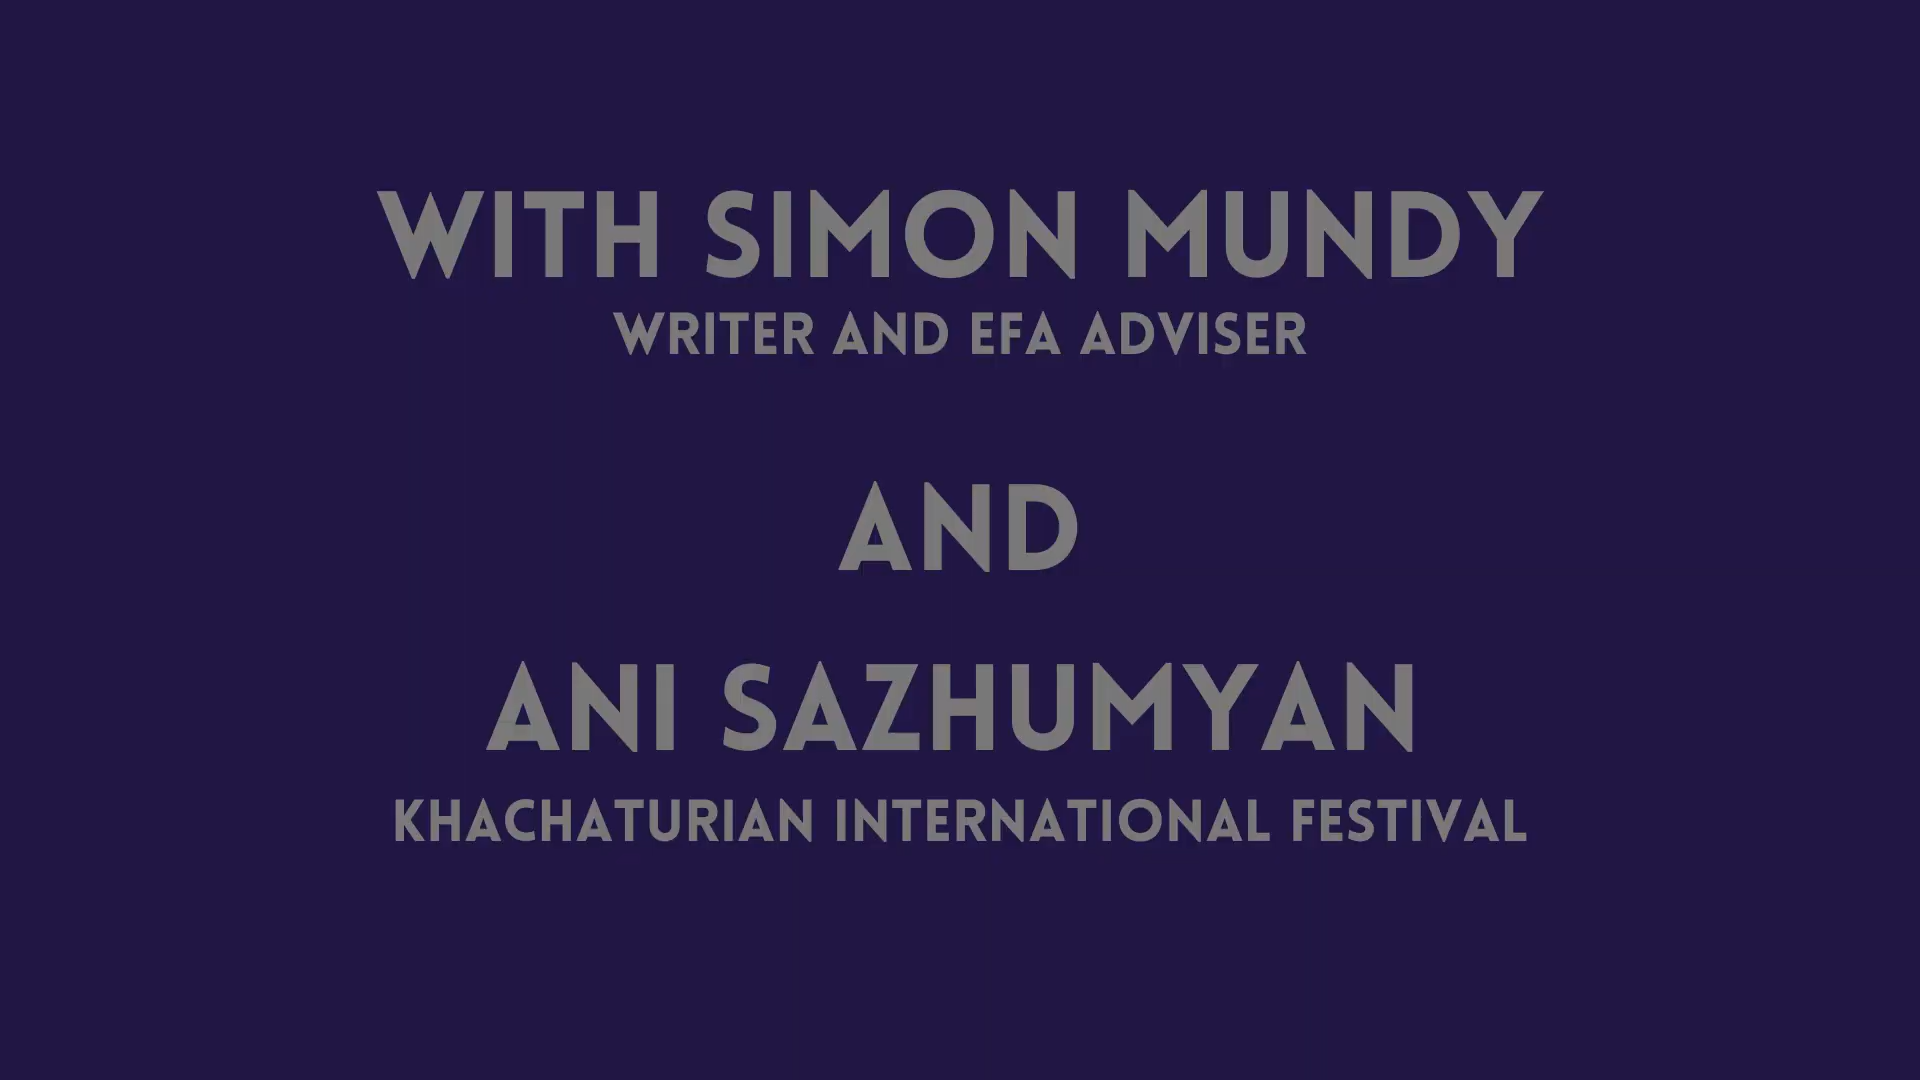 WITH SIMON MUNDY
WRITER AND EFA ADVISER
AND
ANI SAZHUMYAN
KHACHATURIAN INTERNATIONAL FESTIVAL